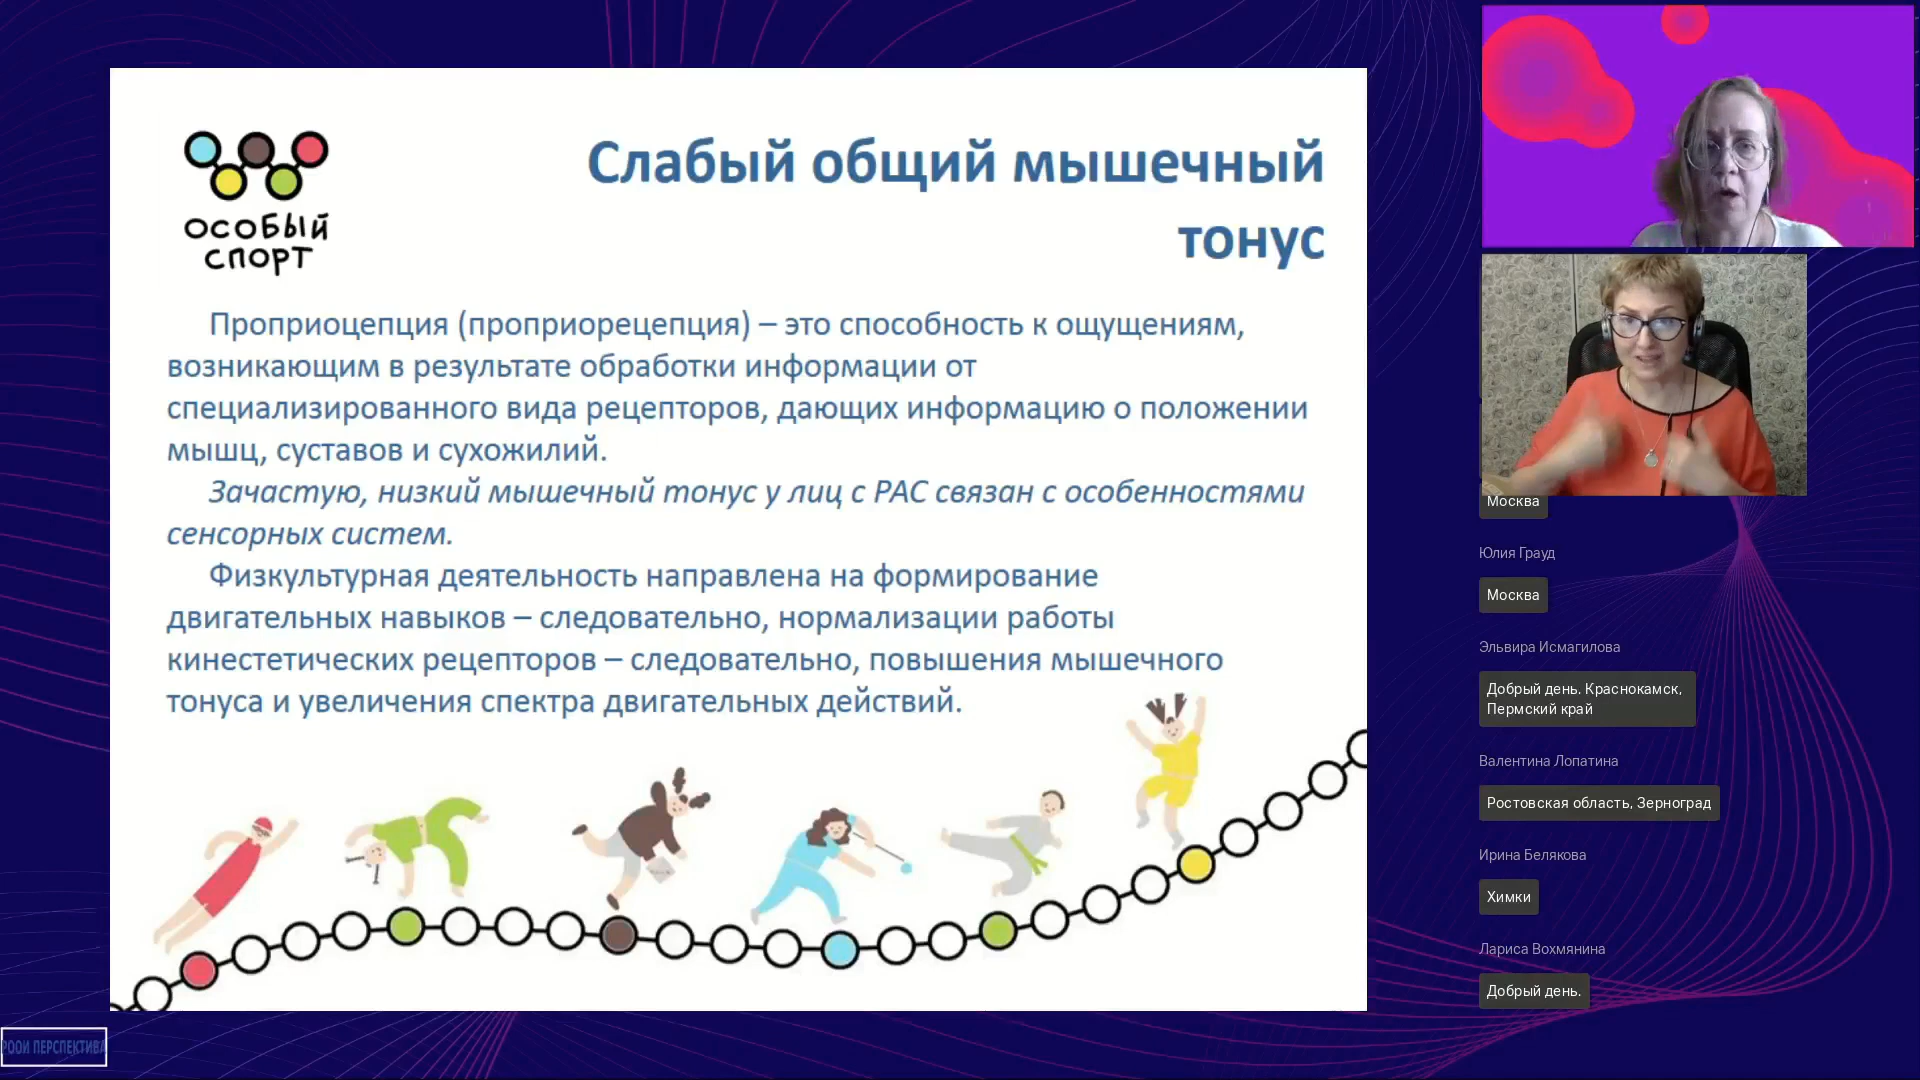 ОСОБЫЙ
СПОРТ
Слабый общий мышечный
тонус
Проприоцепция (проприорецепция) – это способность к ощущениям,
возникающим в результате обработки информации от
специализированного вида рецепторов, дающих информацию о положении
мышц, суставов и сухожилий.
Зачастую, низкий мышечный тонус у лиц с РАС связан с особенностями
сенсорных систем.
Физкультурная деятельность направлена на формирование
двигательных навыков – следовательно, нормализации работы
кинестетических рецепторов – следовательно, повышения мышечного
тонуса и увеличения спектра двигательных действий.
РООИ ПЕРСПЕКТИВА
Москва
Юлия Грауд
Москва
Эльвира Исмагилова
Добрый день. Краснокамск,
Пермский край
Валентина Лопатина
Ростовская область, Зерноград
Ирина Белякова
Химки
Лариса Вохмянина
Добрый день.